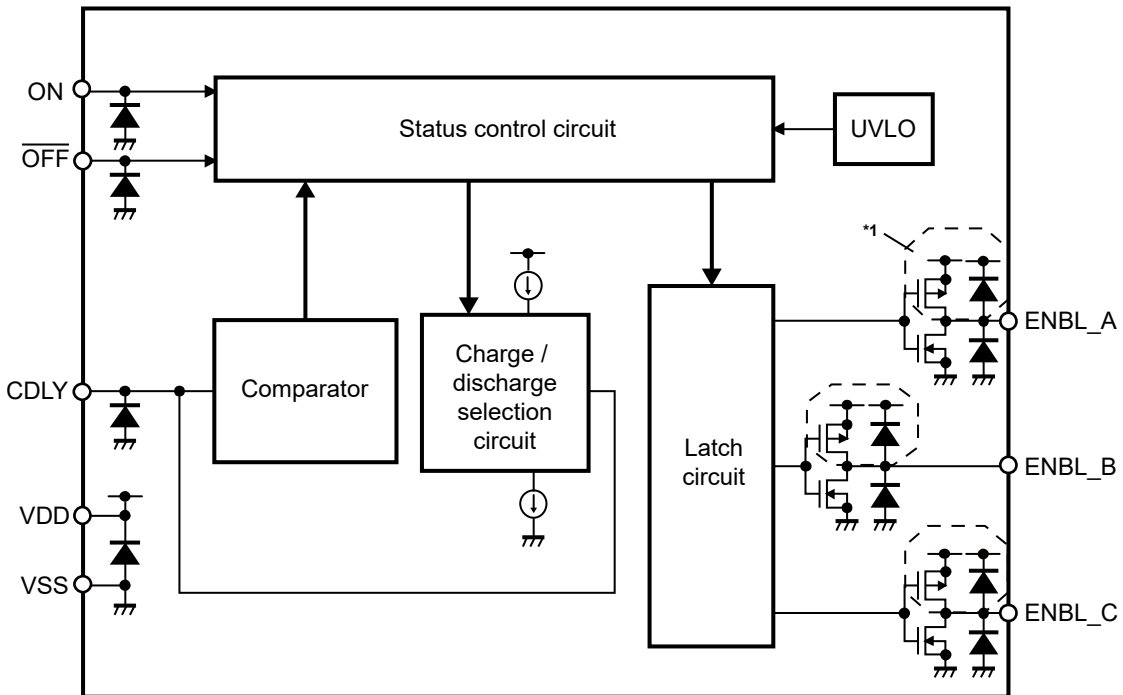 ON
Status control circuit
UVLO
OFF
*1
ENBL_A
CDLY
Comparator
Charge /
discharge
selection
circuit
Latch
circuit
ENBL_B
VDD
VSS
ENBL_C